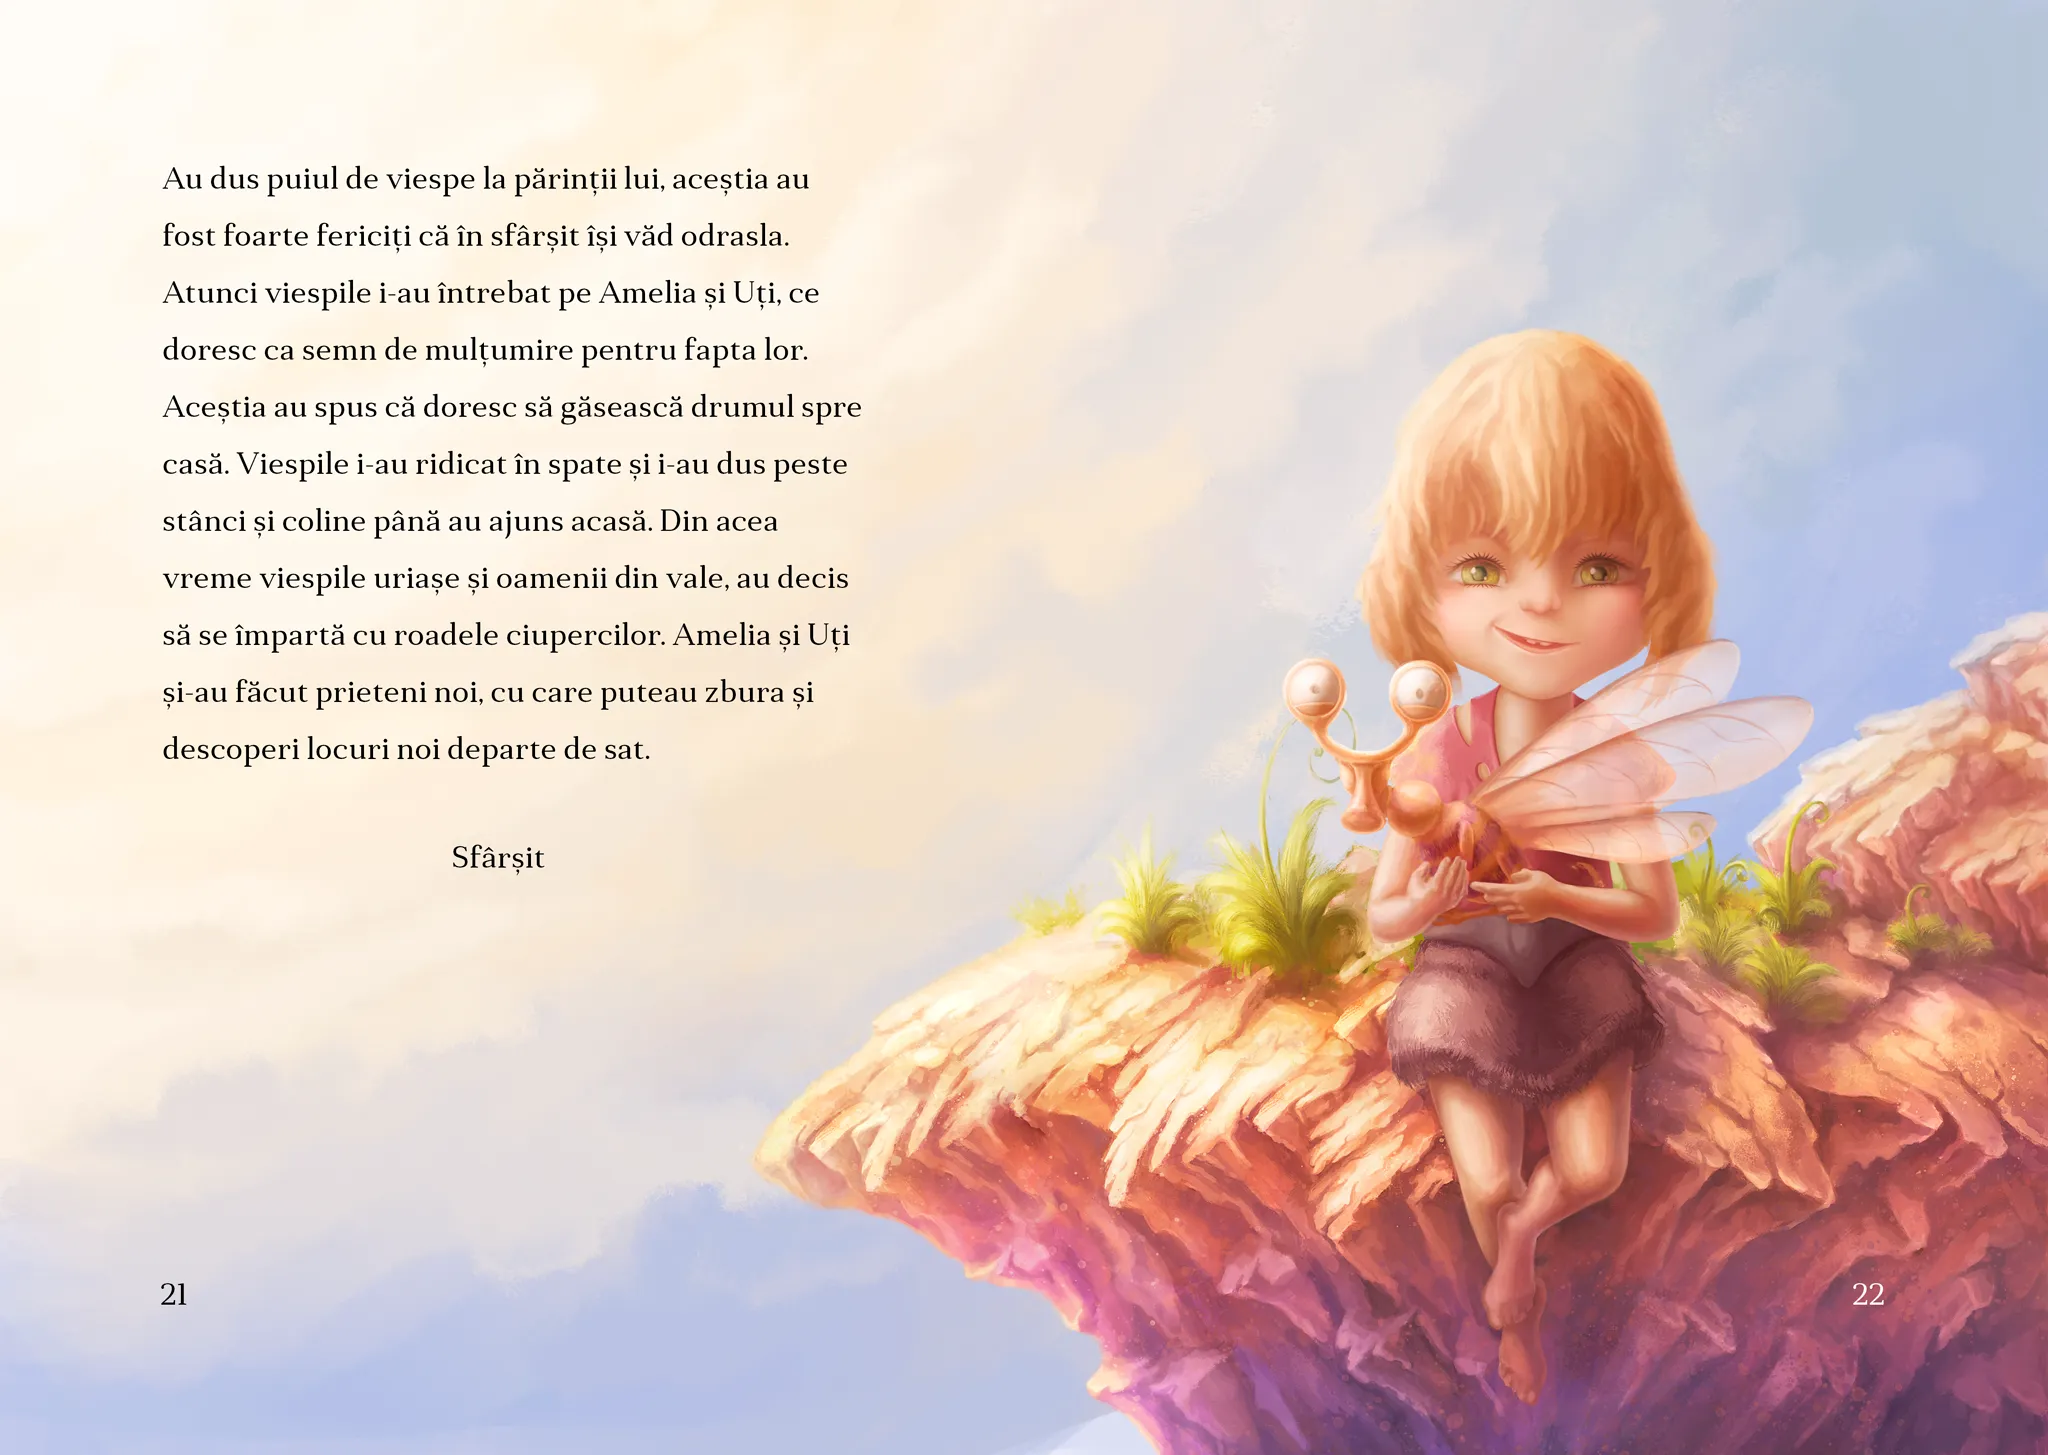 Au dus puiul de viespe la părinții lui, aceștia au
fost foarte fericiți că în sfârșit își văd odrasla.
Atunci viespile i-au întrebat pe Amelia și Uți, ce
doresc ca semn de mulțumire pentru fapta lor.
Aceștia au spus că doresc să găsească drumul spre
casă. Viespile i-au ridicat în spate și i-au dus peste
stânci și coline până au ajuns acasă. Din acea
vreme viespile uriașe și oamenii din vale, au decis
să se împartă cu roadele ciupercilor. Amelia și Uți
și-au făcut prieteni noi, cu care puteau zbura și
descoperi locuri noi departe de sat.
Sfârșit
21
22